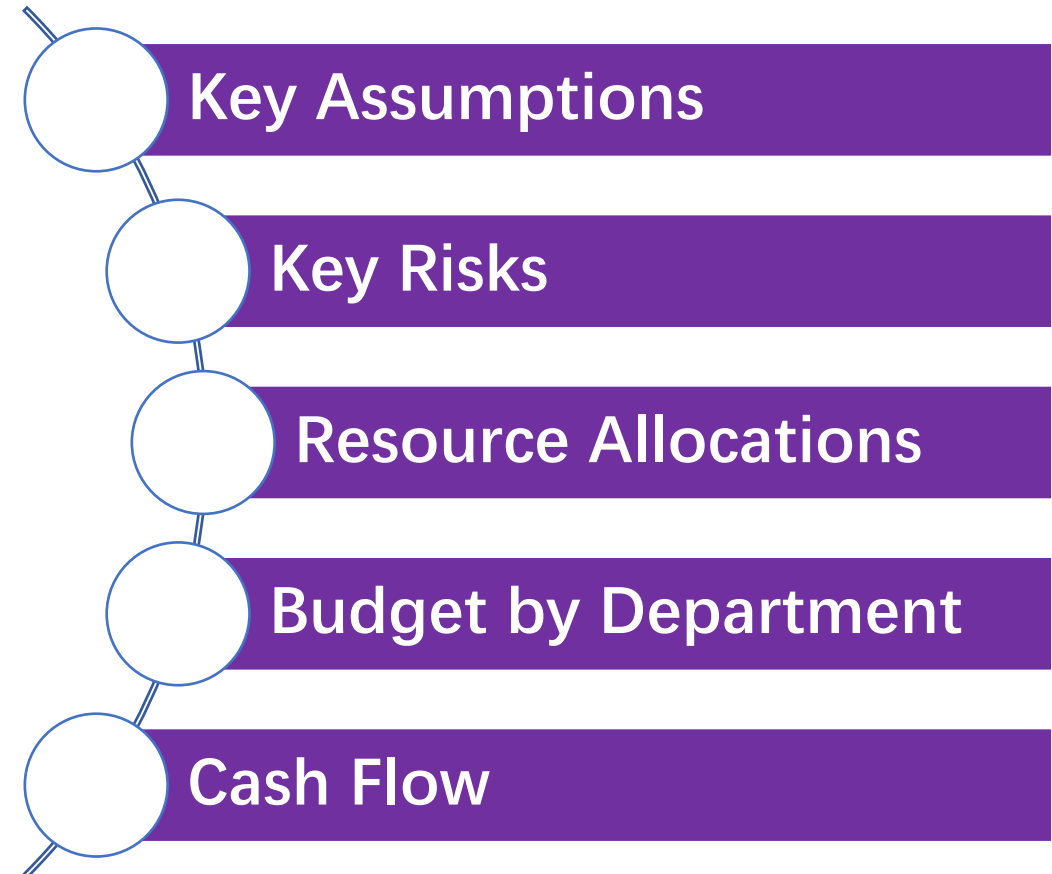 Key Assumptions
Key Risks
Resource Allocations
Budget by Department
Cash Flow